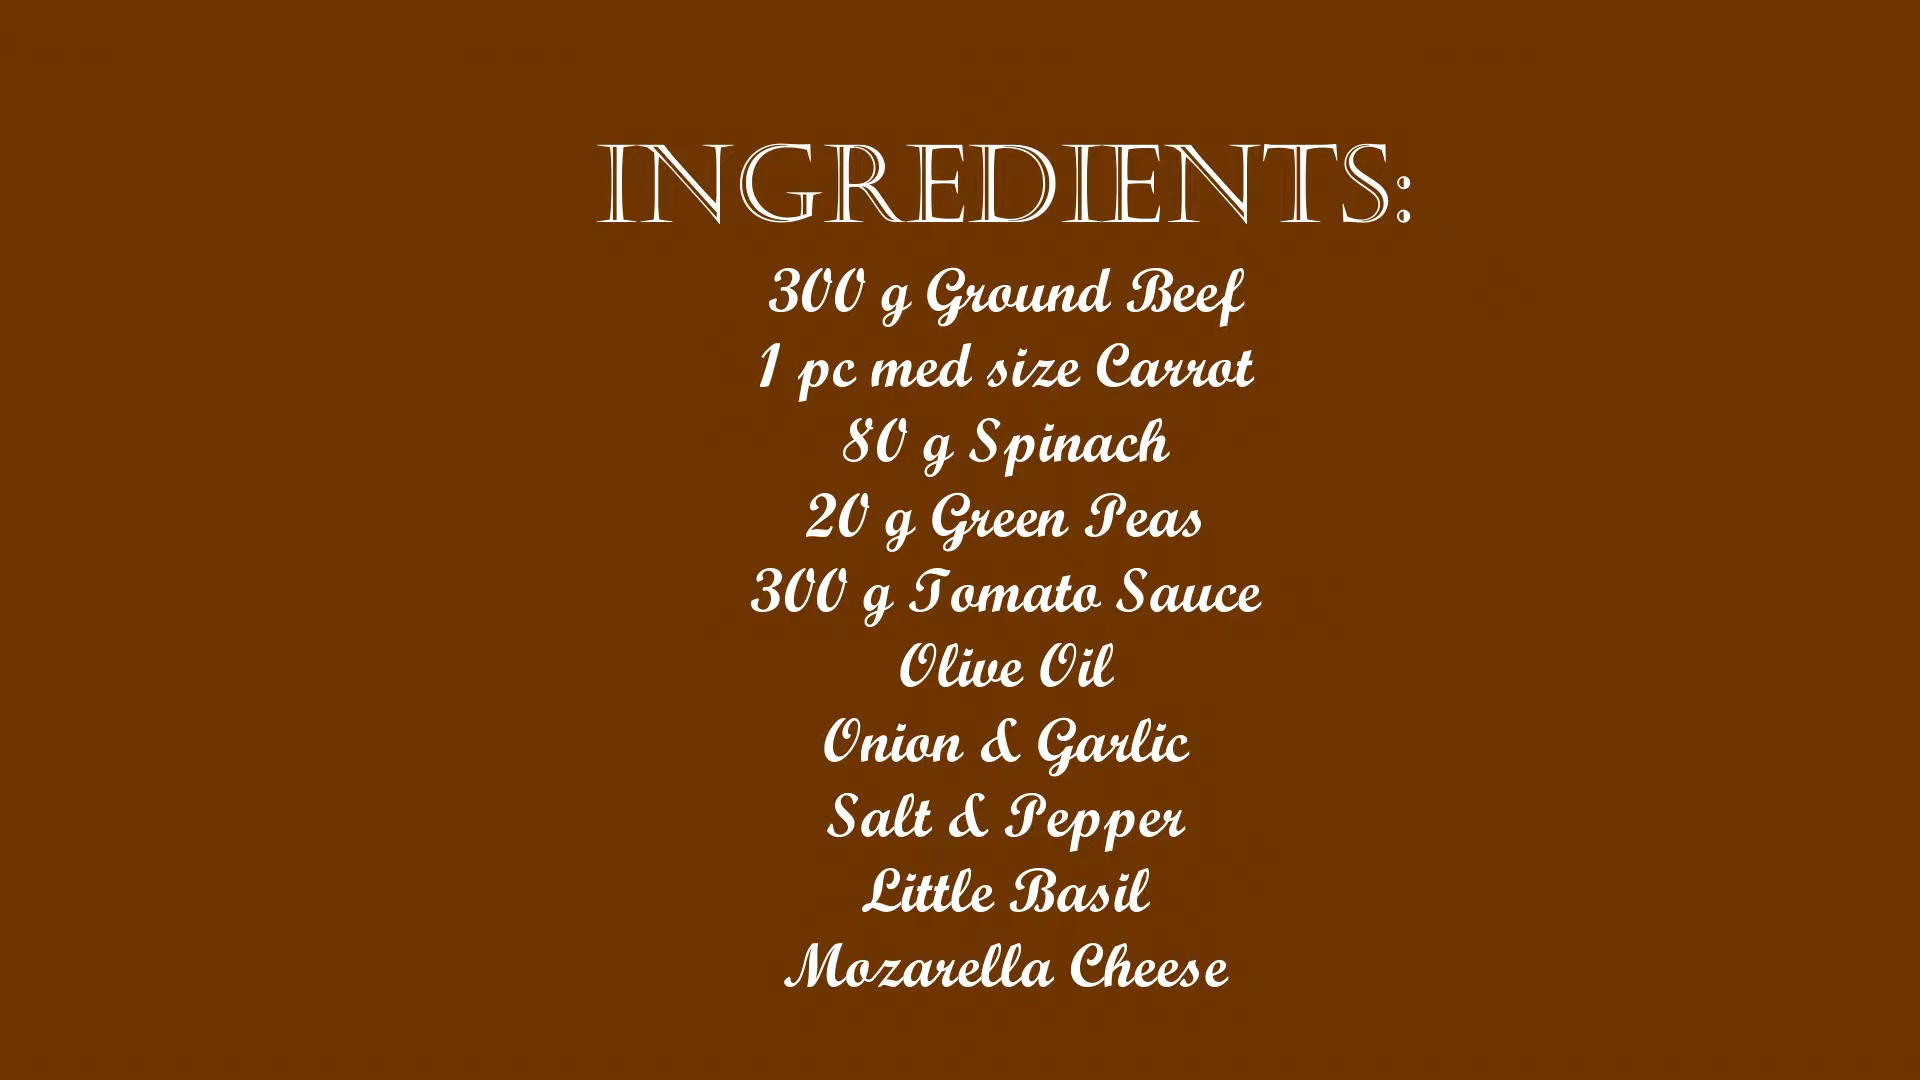 INGREDIENTS:
300 g Ground Beef
1 pc med size Carrot
80 g Spinach
20 g Green Peas
300 g Tomato Sauce
Olive Oil
Onion & Garlic
Salt & Pepper
Little Basil
Mozarella Cheese